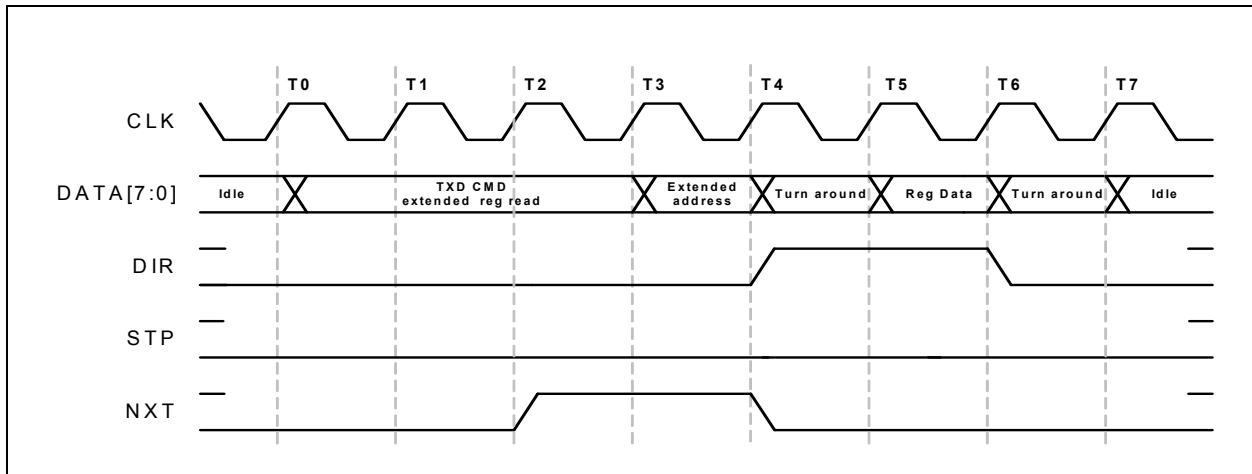 T0 T1 T2 T3 T4 T5 T6 T7
CLK
DATA[7:0]
Idle
TXD CMD
extended reg read
Extended
address
Turn around
Reg Data
Turn around
Idle
DIR
STP
NXT